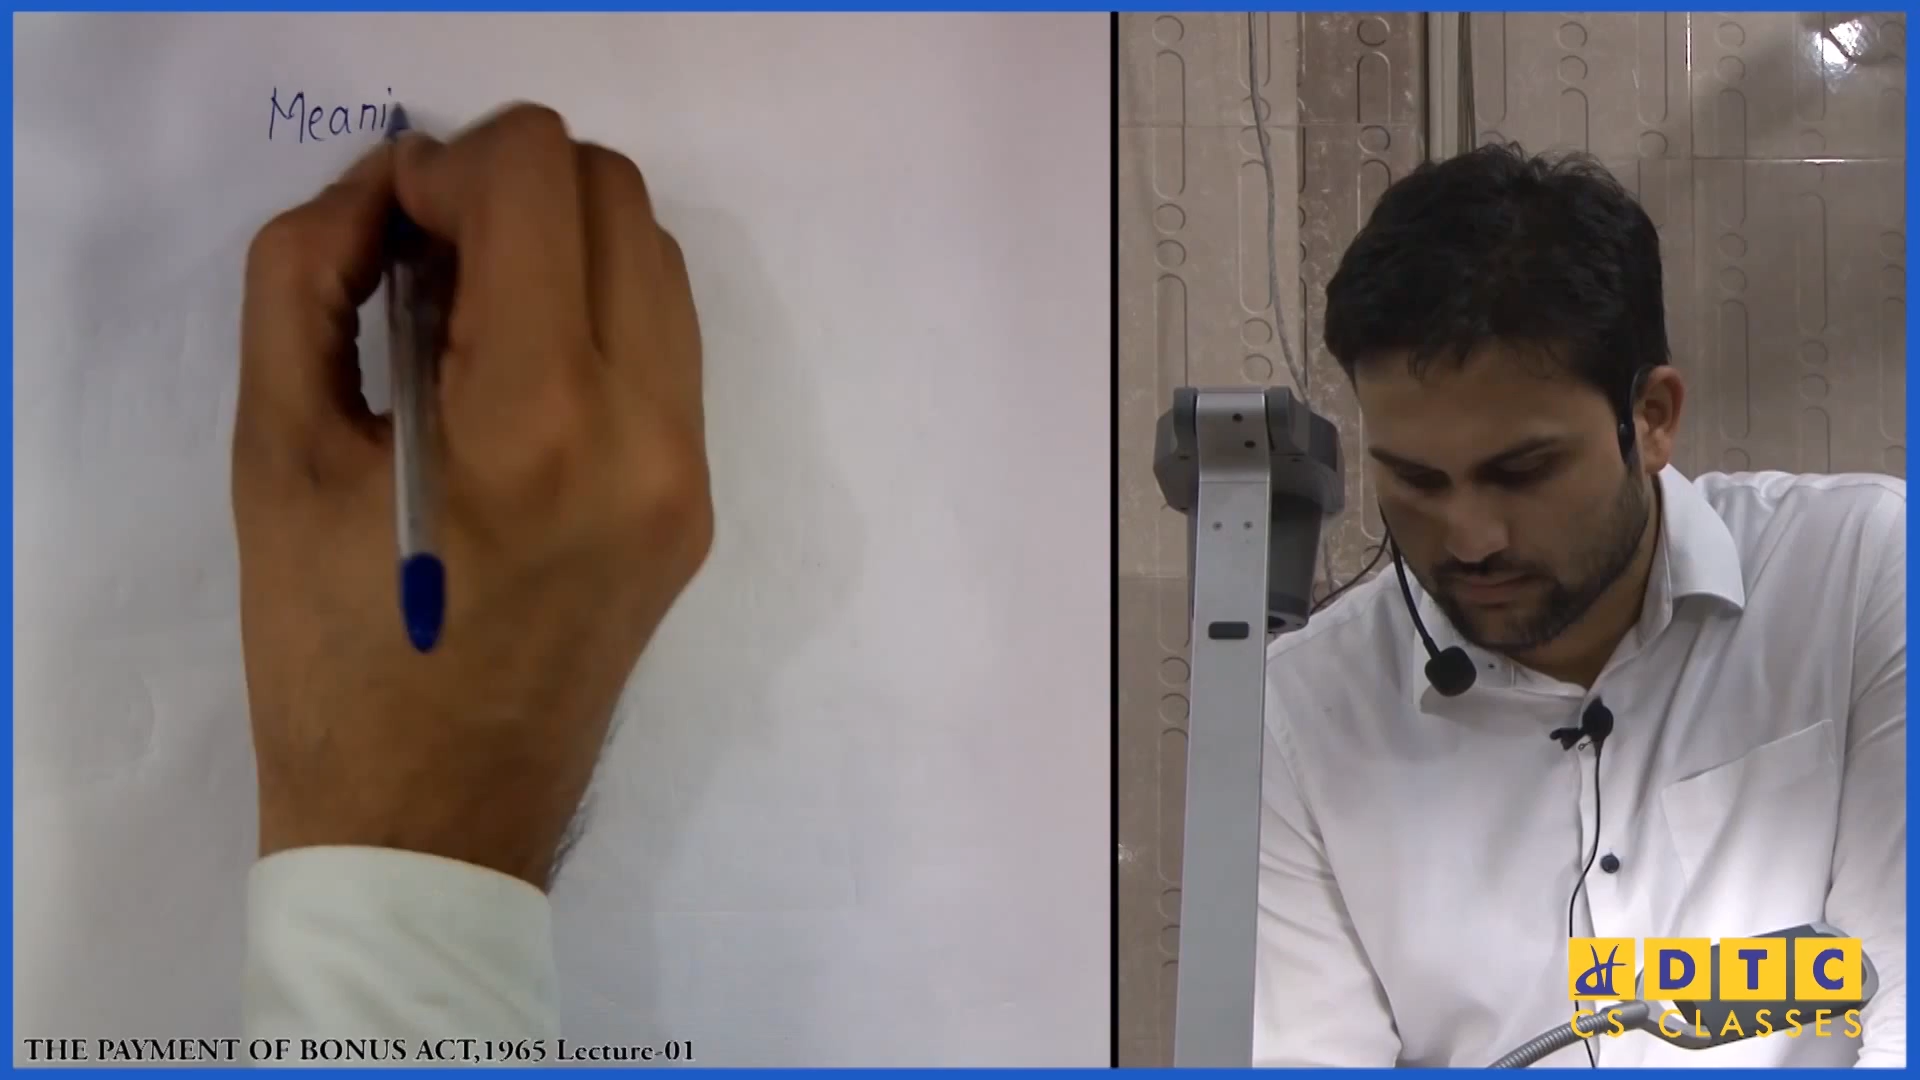 Meani
THE PAYMENT OF BONUS ACT,1965 Lecture-01
DTC
CS CLASSES